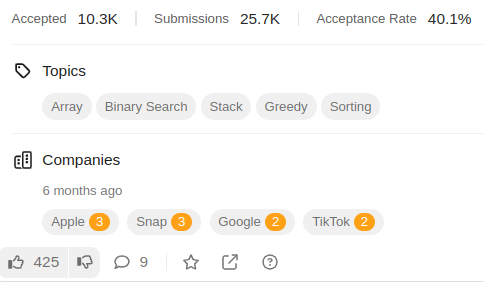 Accepted 10.3K Submissions 25.7K Acceptance Rate 40.1%
Topics
Array Binary Search Stack Greedy Sorting
Companies
6 months ago
Apple 3 Snap 3 Google 2 TikTok 2
425 9